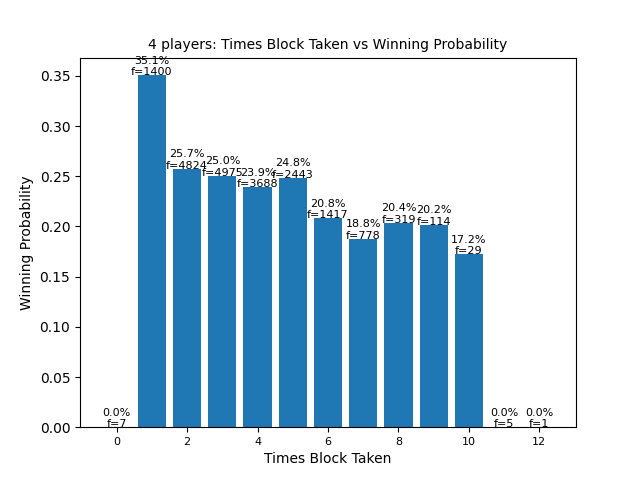 4 players: Times Block Taken vs Winning Probability
35.1%
f=1400
25.7%
f=4824
25.0%
f=4975
23.9%
f=3688
24.8%
f=2443
20.8%
f=1417
18.8%
f=778
20.4%
f=319
20.2%
f=114
17.2%
f=29
0.0%
f=7
0.0%
f=5
0.0%
f=1
0.35
0.30
0.25
0.20
0.15
0.10
0.05
0.00
Winning Probability
0 2 4 6 8 10 12
Times Block Taken